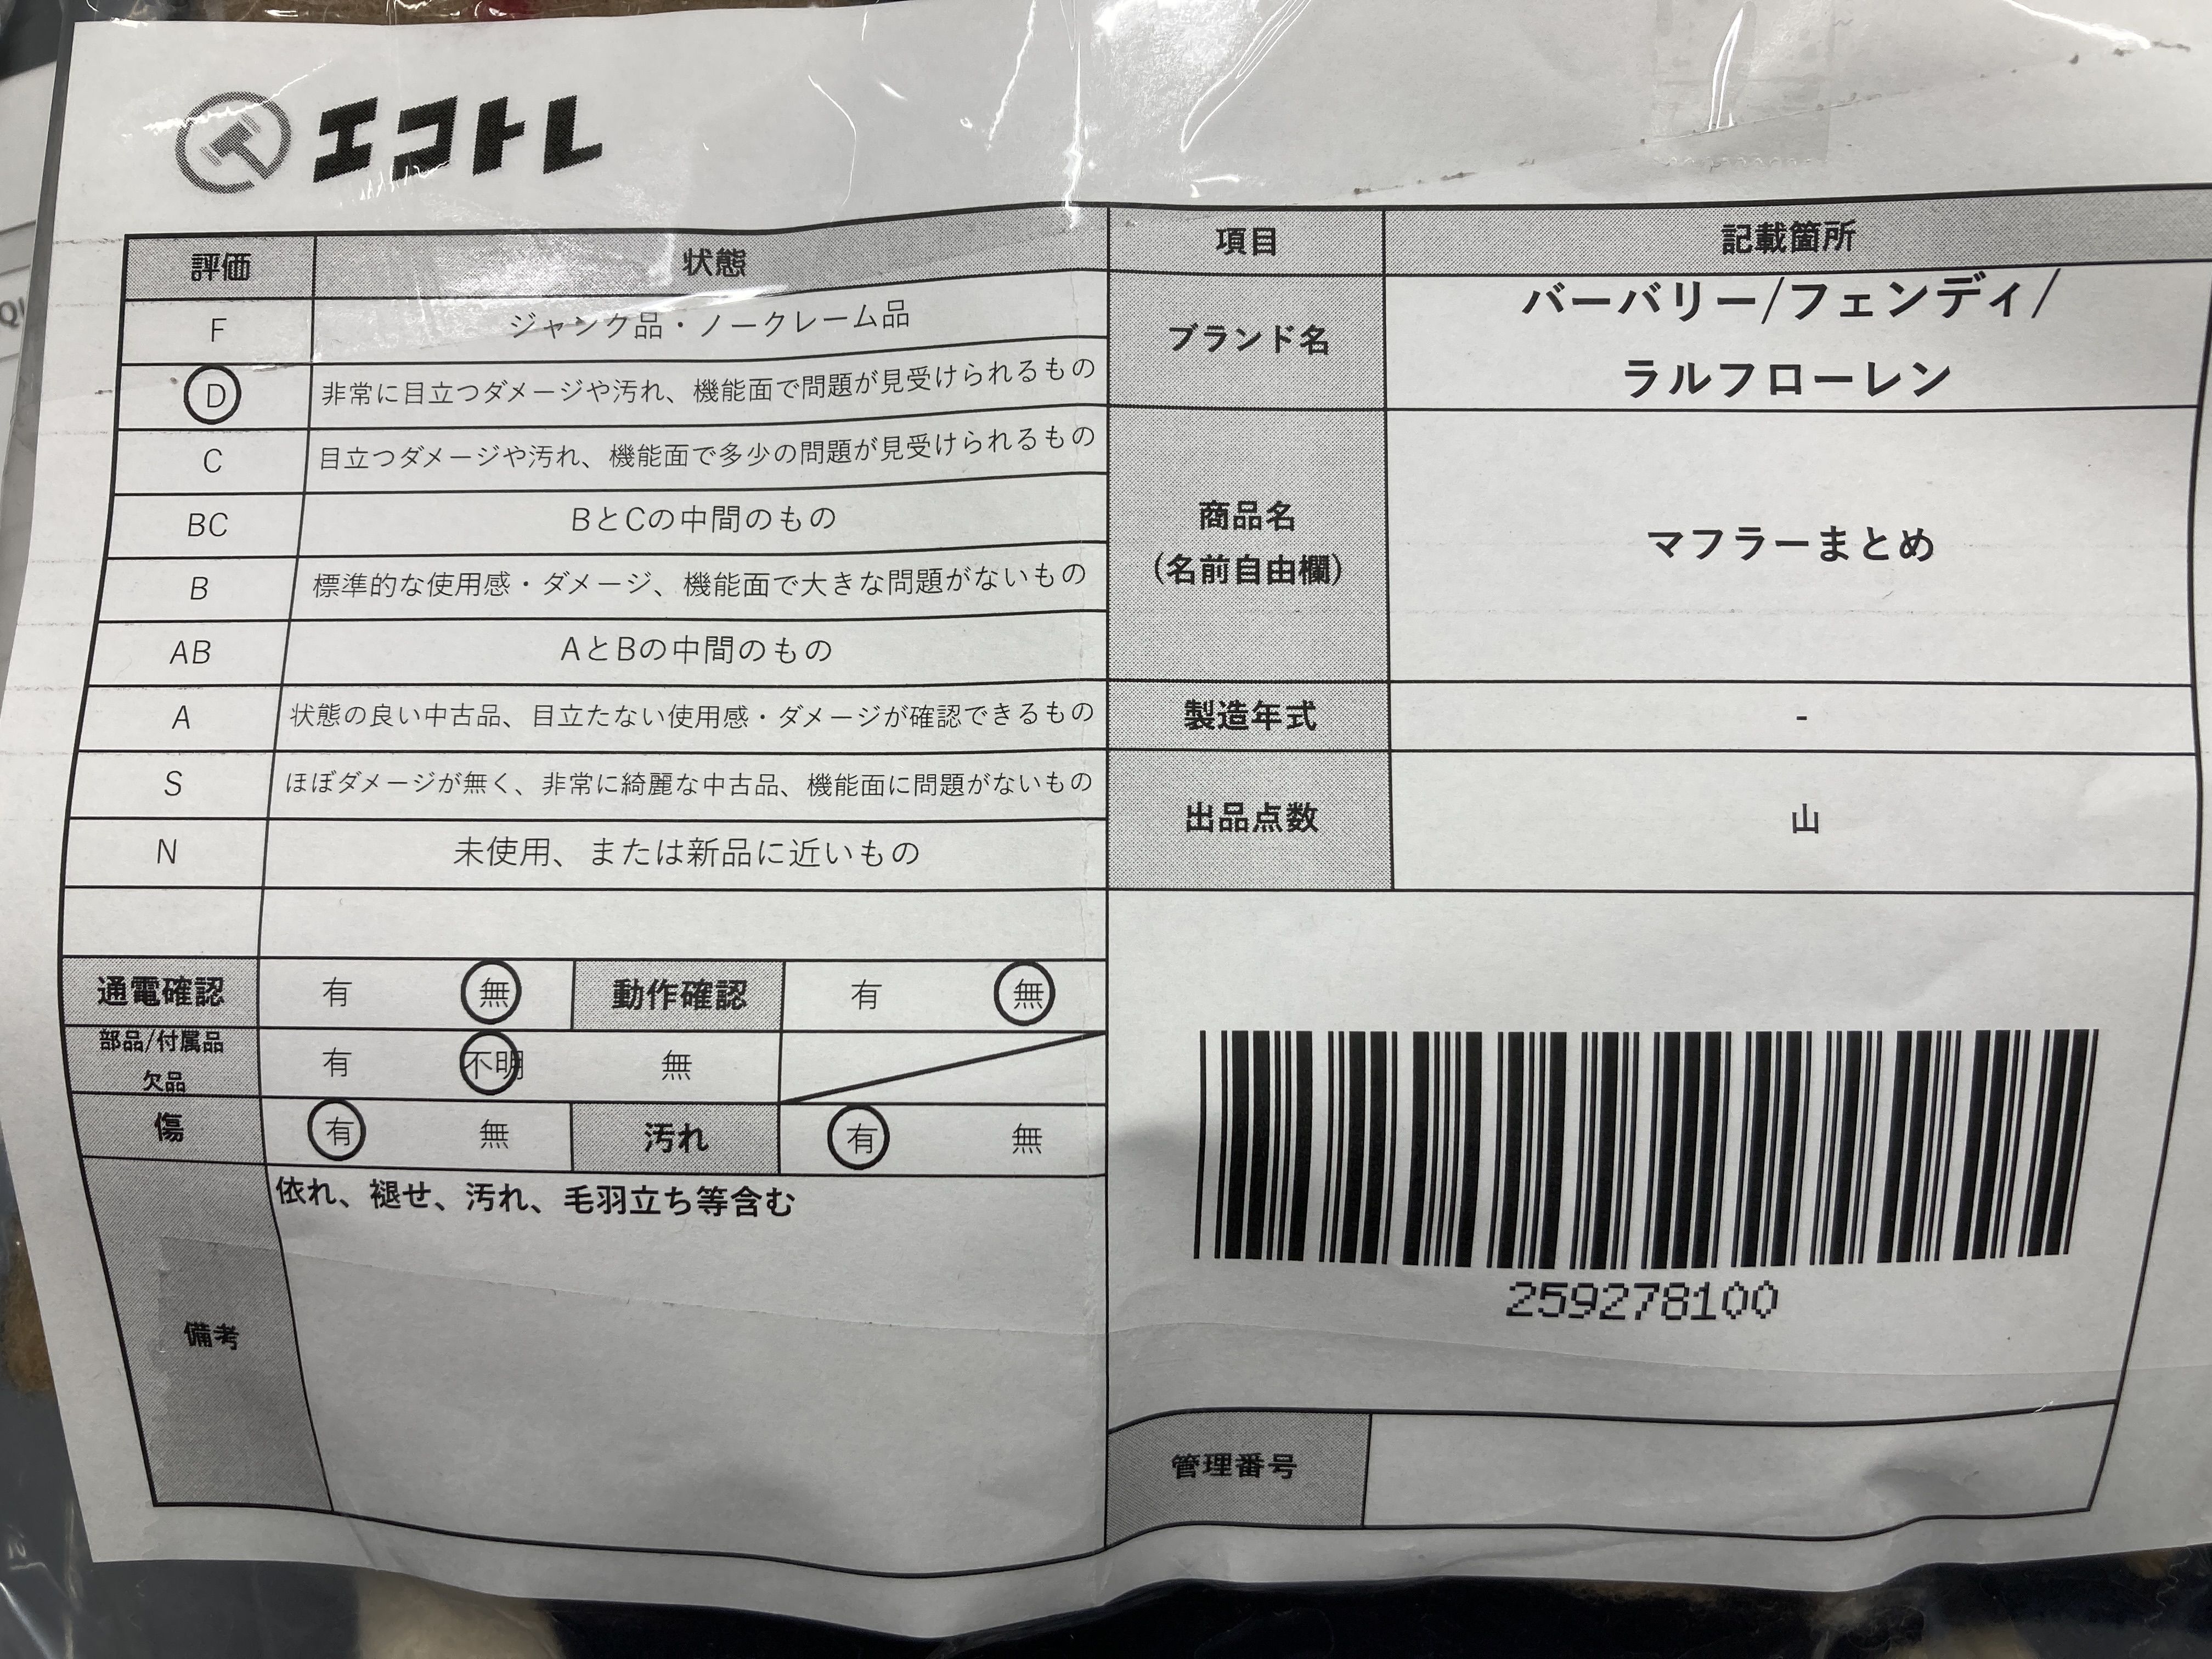 エコトレ
評価 状態
F ジャンク品・ノークレーム品
D 非常に目立つダメージや汚れ、機能面で問題が見受けられるもの
C 目立つダメージや汚れ、機能面で多少の問題が見受けられるもの
BC BとCの中間のもの
B 標準的な使用感・ダメージ、機能面で大きな問題がないもの
AB AとBの中間のもの
A 状態の良い中古品、目立たない使用感・ダメージが確認できるもの
S ほぼダメージが無く、非常に綺麗な中古品、機能面に問題がないもの
N 未使用、または新品に近いもの
通電確認 有 無 動作確認 有 無
部品/付属品
欠品 有 不明 無
傷 有 無 汚れ 有 無
備考 依れ、褪せ、汚れ、毛羽立ち等含む
項目 記載箇所
ブランド名 バーバリー/フェンディ/
ラルフローレン
商品名
（名前自由欄） マフラーまとめ
製造年式 -
出品点数 山
259278100
管理番号